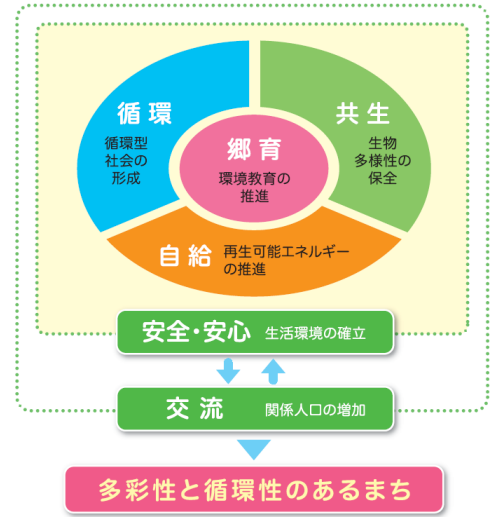 循環
循環型
社会の
形成
共生
生物
多様性の
保全
郷育
環境教育の
推進
自給 再生可能エネルギー
の推進
安全・安心 生活環境の確立
交流 関係人口の増加
多彩性と循環性のあるまち